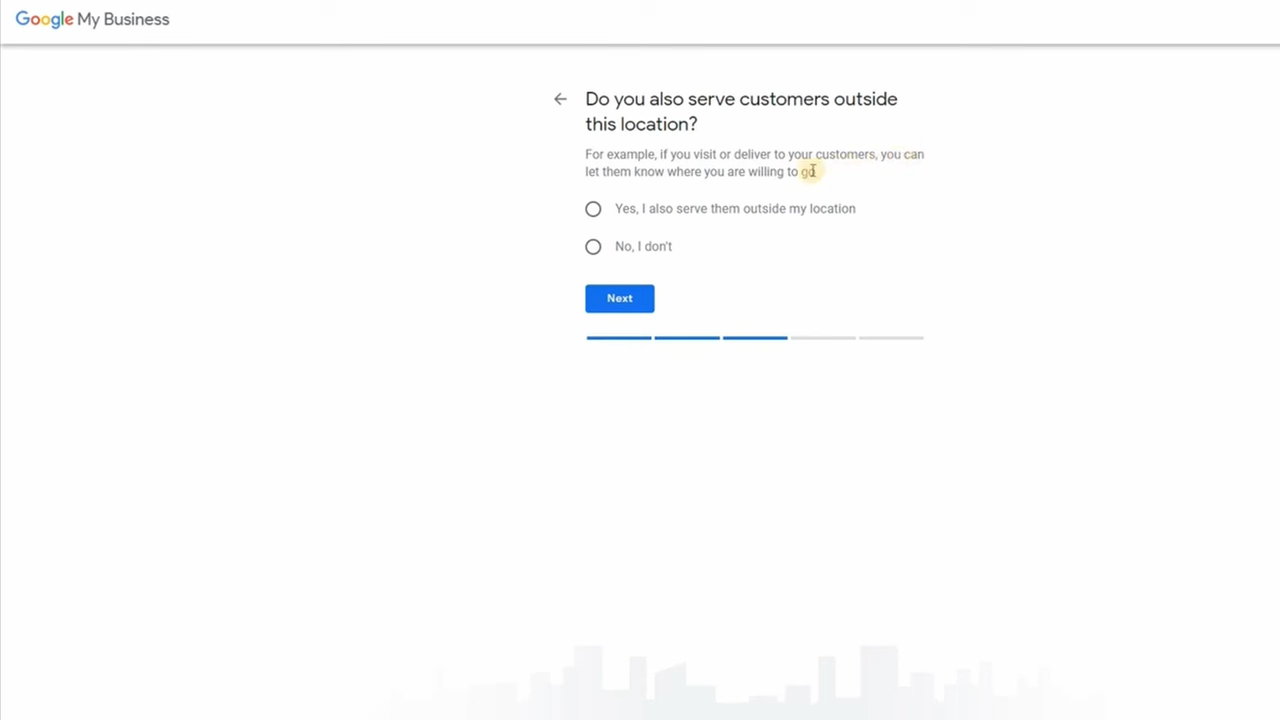 Google My Business
Do you also serve customers outside
this location?
For example, if you visit or deliver to your customers, you can
let them know where you are willing to go
Yes, I also serve them outside my location
No, I don't
Next